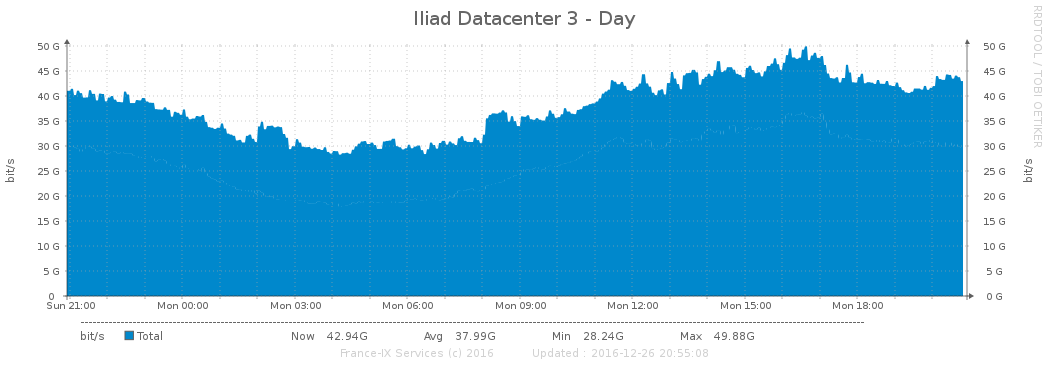 Iliad Datacenter 3 - Day
RRDTOOL / TOBI OETIKER
50 G 50 G
45 G 45 G
40 G 40 G
35 G 35 G
30 G 30 G
25 G 25 G
20 G 20 G
15 G 15 G
10 G 10 G
5 G 5 G
0 0 G
bit/s bit/s
Sun 21:00 Mon 00:00 Mon 03:00 Mon 06:00 Mon 09:00 Mon 12:00 Mon 15:00 Mon 18:00
bit/s Total Now 42.94G Avg 37.99G Min 28.24G Max 49.88G
France-IX Services (c) 2016 Updated : 2016-12-26 20:55:08